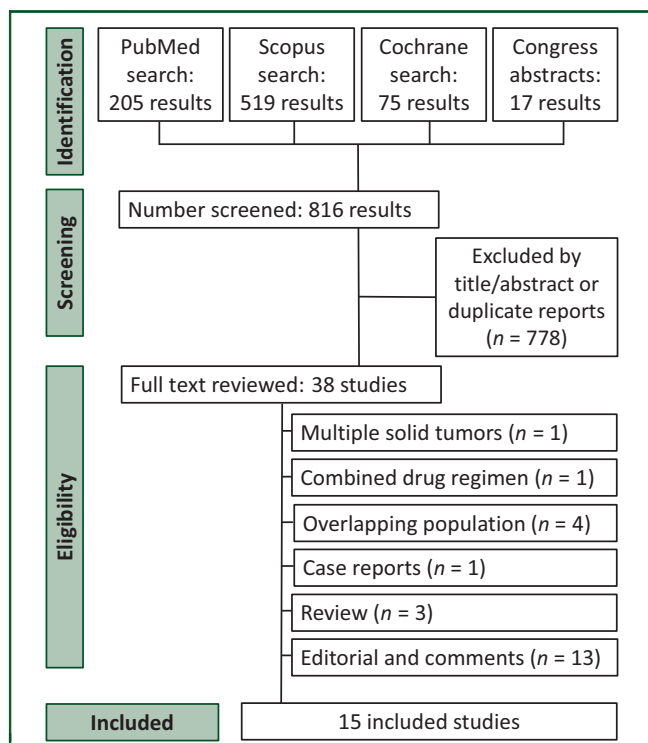 Identification
PubMed
search:
205 results
Scopus
search:
519 results
Cochrane
search:
75 results
Congress
abstracts:
17 results
Screening
Number screened: 816 results
Excluded by
title/abstract or
duplicate reports
(n = 778)
Eligibility
Full text reviewed: 38 studies
Multiple solid tumors (n = 1)
Combined drug regimen (n = 1)
Overlapping population (n = 4)
Case reports (n = 1)
Review (n = 3)
Editorial and comments (n = 13)
Included
15 included studies